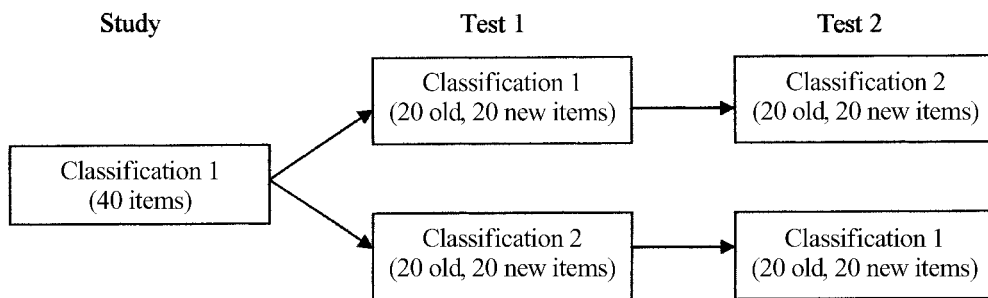 Study
Test 1
Test 2
Classification 1
(20 old, 20 new items)
Classification 2
(20 old, 20 new items)
Classification 1
(40 items)
Classification 2
(20 old, 20 new items)
Classification 1
(20 old, 20 new items)